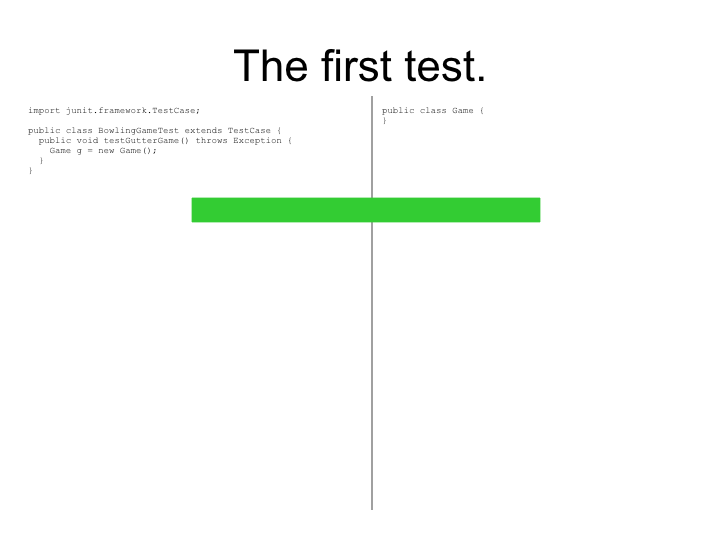 The first test.
import junit.framework.TestCase;
public class BowlingGameTest extends TestCase {
  public void testGutterGame() throws Exception {
    Game g = new Game();
  }
}
public class Game {
}